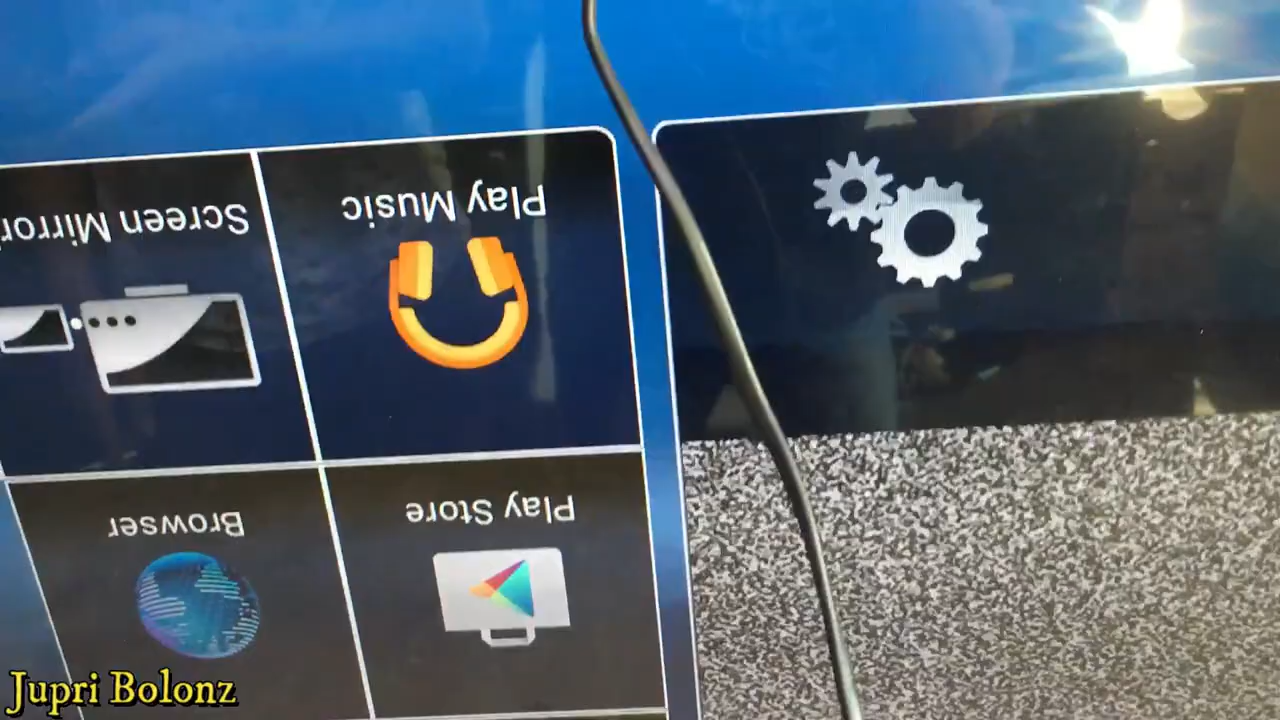 Play Store
Browser
Play Music
Screen Mirror
Jupri Bolonz